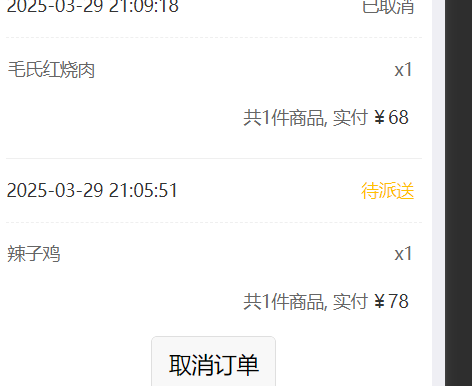 2025-03-29 21:09:18 已取消
毛氏红烧肉 x1
共1件商品, 实付 ¥68
2025-03-29 21:05:51 待派送
辣子鸡 x1
共1件商品, 实付 ¥78
取消订单